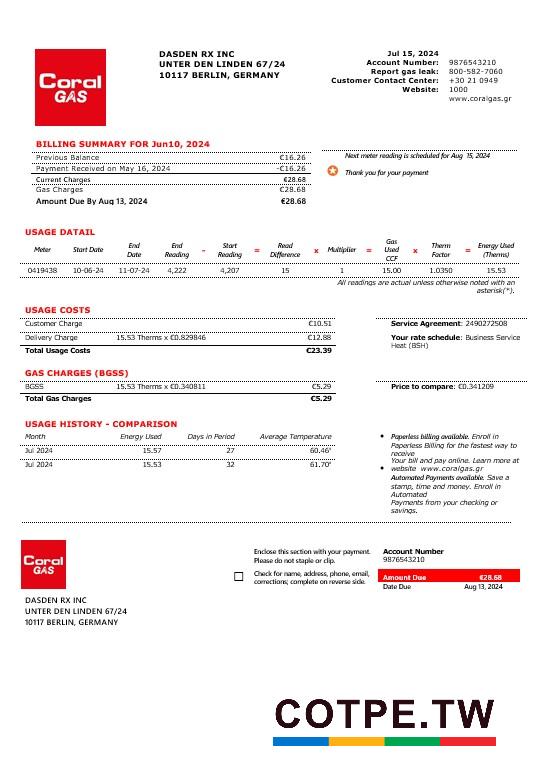 Coral
GAS
DASDEN RX INC
UNTER DEN LINDEN 67/24
10117 BERLIN, GERMANY
Jul 15, 2024
Account Number: 9876543210
Report gas leak: 800-582-7060
Customer Contact Center: +30 21 0949
Website: 1000
www.coralgas.gr
BILLING SUMMARY FOR Jun10, 2024
Previous Balance €16.26
Payment Received on May 16, 2024 -€16.26
Current Charges €28.68
Gas Charges €28.68
Amount Due By Aug 13, 2024 €28.68
Next meter reading is scheduled for Aug 15, 2024
Thank you for your payment
USAGE DATAIL
Meter Start Date End Date End Reading - Start Reading = Read Difference x Multiplier = Gas Used CCF x Therm Factor = Energy Used (Therms)
0419438 10-06-24 11-07-24 4,222 4,207 15 1 15.00 1.0350 15.53
All readings are actual unless otherwise noted with an
asterisk(*).
USAGE COSTS
Customer Charge €10.51
Delivery Charge 15.53 Therms x €0.829846 €12.88
Total Usage Costs €23.39
Service Agreement: 2490272508
Your rate schedule: Business Service
Heat (BSH)
GAS CHARGES (BGSS)
BGSS 15.53 Therms x €0.340811 €5.29
Total Gas Charges €5.29
Price to compare: €0.341209
USAGE HISTORY - COMPARISON
Month Energy Used Days in Period Average Temperature
Jul 2024 15.57 27 60.46°
Jul 2024 15.53 32 61.70°
• Paperless billing available. Enroll in
Paperless Billing for the fastest way to
receive
Your bill and pay online. Learn more at
• website www.coralgas.gr
Automated Payments available. Save a
stamp, time and money. Enroll in
Automated
Payments from your checking or
savings.
Coral
GAS
DASDEN RX INC
UNTER DEN LINDEN 67/24
10117 BERLIN, GERMANY
Enclose this section with your payment.
Please do not staple or clip.
Check for name, address, phone, email,
corrections; complete on reverse side.
Account Number
9876543210
Amount Due €28.68
Date Due Aug 13, 2024
COTPE.TW